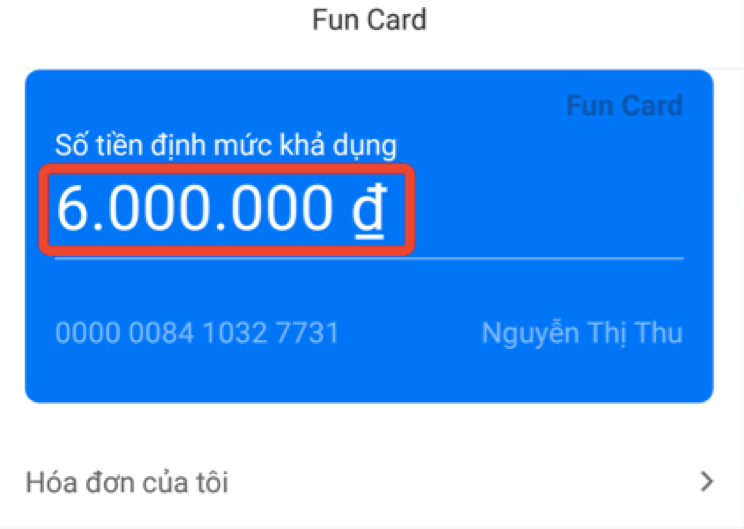 Fun Card
Fun Card
Số tiền định mức khả dụng
6.000.000 ₫
0000 0084 1032 7731 Nguyễn Thị Thu
Hóa đơn của tôi